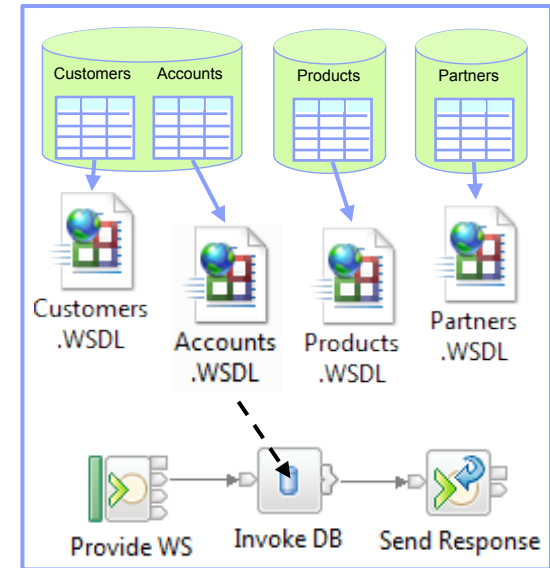 Customers Accounts Products Partners
Customers
.WSDL
Accounts
.WSDL
Products
.WSDL
Partners
.WSDL
Provide WS Invoke DB Send Response